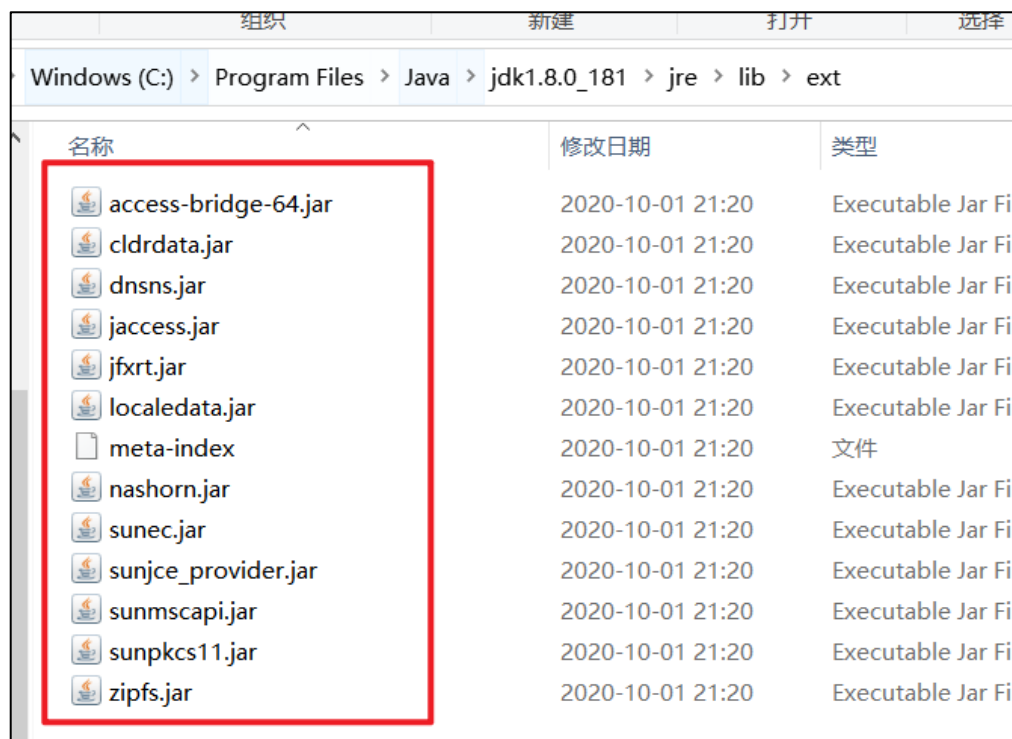 组织 新建 打开 选择
Windows (C:) > Program Files > Java > jdk1.8.0_181 > jre > lib > ext
名称 修改日期 类型
access-bridge-64.jar 2020-10-01 21:20 Executable Jar Fi
cldrdata.jar 2020-10-01 21:20 Executable Jar Fi
dnsns.jar 2020-10-01 21:20 Executable Jar Fi
jaccess.jar 2020-10-01 21:20 Executable Jar Fi
jfxrt.jar 2020-10-01 21:20 Executable Jar Fi
localedata.jar 2020-10-01 21:20 Executable Jar Fi
meta-index 2020-10-01 21:20 文件
nashorn.jar 2020-10-01 21:20 Executable Jar Fi
sunec.jar 2020-10-01 21:20 Executable Jar Fi
sunjce_provider.jar 2020-10-01 21:20 Executable Jar Fi
sunmscapi.jar 2020-10-01 21:20 Executable Jar Fi
sunpkcs11.jar 2020-10-01 21:20 Executable Jar Fi
zipfs.jar 2020-10-01 21:20 Executable Jar Fi